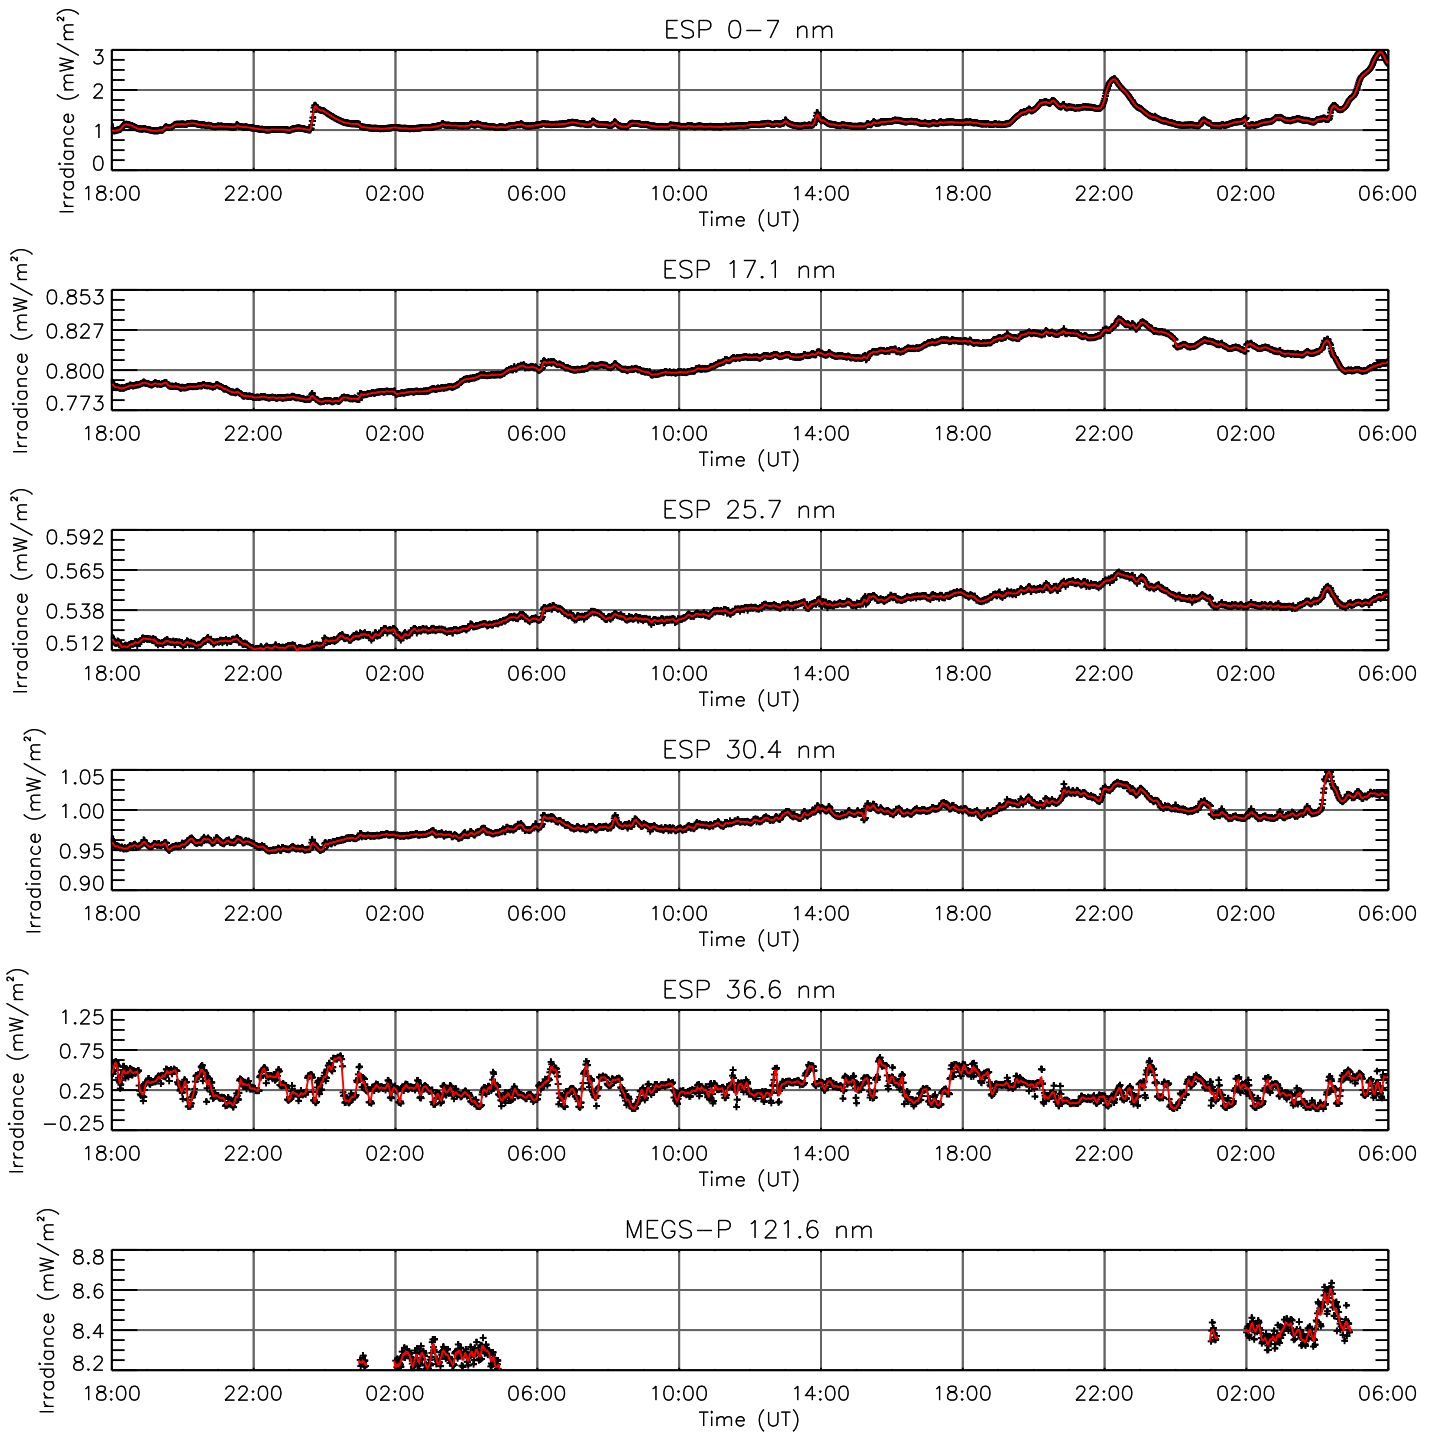 ESP 0−7 nm
Irradiance (mW/m²)
3
2
1
0
18:00 22:00 02:00 06:00 10:00 14:00 18:00 22:00 02:00 06:00
Time (UT)
ESP 17.1 nm
Irradiance (mW/m²)
0.853
0.827
0.800
0.773
18:00 22:00 02:00 06:00 10:00 14:00 18:00 22:00 02:00 06:00
Time (UT)
ESP 25.7 nm
Irradiance (mW/m²)
0.592
0.565
0.538
0.512
18:00 22:00 02:00 06:00 10:00 14:00 18:00 22:00 02:00 06:00
Time (UT)
ESP 30.4 nm
Irradiance (mW/m²)
1.05
1.00
0.95
0.90
18:00 22:00 02:00 06:00 10:00 14:00 18:00 22:00 02:00 06:00
Time (UT)
ESP 36.6 nm
Irradiance (mW/m²)
1.25
0.75
0.25
−0.25
18:00 22:00 02:00 06:00 10:00 14:00 18:00 22:00 02:00 06:00
Time (UT)
MEGS−P 121.6 nm
Irradiance (mW/m²)
8.8
8.6
8.4
8.2
18:00 22:00 02:00 06:00 10:00 14:00 18:00 22:00 02:00 06:00
Time (UT)